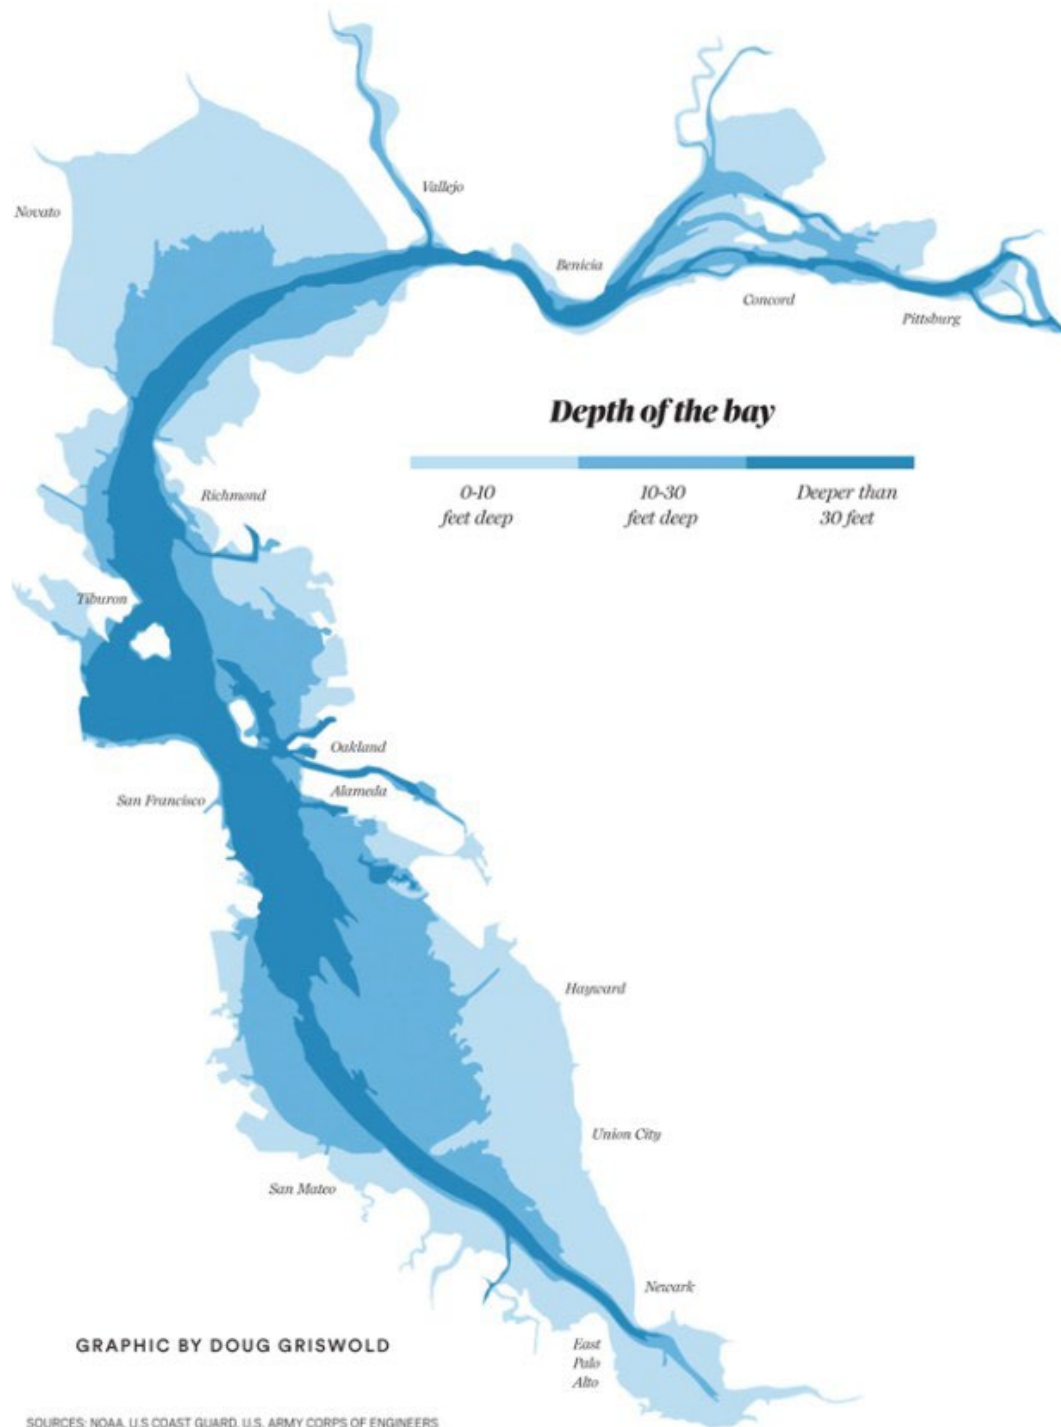 Vallejo
Novato
Benicia
Concord
Pittsburg
Depth of the bay
0-10
feet deep
10-30
feet deep
Deeper than
30 feet
Richmond
Tiburon
Oakland
Alameda
San Francisco
Hayward
Union City
San Mateo
Newark
East
Palo
Alto
GRAPHIC BY DOUG GRISWOLD
SOURCES: NOAA, U.S COAST GUARD, U.S. ARMY CORPS OF ENGINEERS